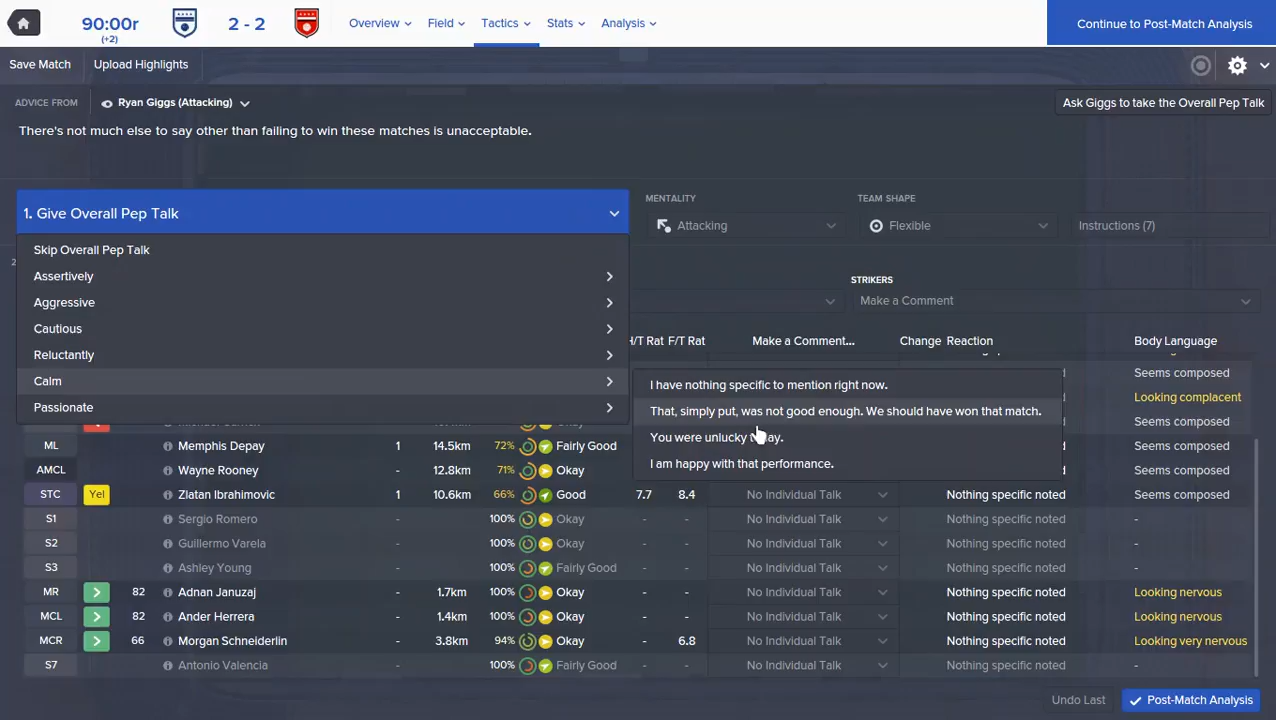 90:00r
(+2)
2 - 2
Overview
Field
Tactics
Stats
Analysis
Continue to Post-Match Analysis
Save Match
Upload Highlights
ADVICE FROM
Ryan Giggs (Attacking)
Ask Giggs to take the Overall Pep Talk
There's not much else to say other than failing to win these matches is unacceptable.
1. Give Overall Pep Talk
MENTALITY
Attacking
TEAM SHAPE
Flexible
Instructions (7)
Skip Overall Pep Talk
Assertively
Aggressive
Cautious
Reluctantly
Calm
Passionate
STRIKERS
Make a Comment
H/T Rat F/T Rat Make a Comment... Change Reaction Body Language
Seems composed
I have nothing specific to mention right now.
Looking complacent
That, simply put, was not good enough. We should have won that match.
Seems composed
You were unlucky
I am happy with that performance.
ML Memphis Depay 1 14.5km 72% Fairly Good Seems composed
AMCL Wayne Rooney - 12.8km 71% Okay Seems composed
STC Yel Zlatan Ibrahimovic 1 10.6km 66% Good 7.7 8.4 No Individual Talk Nothing specific noted Seems composed
S1 Sergio Romero - 100% Okay - - No Individual Talk Nothing specific noted -
S2 Guillermo Varela - 100% Okay - - No Individual Talk Nothing specific noted -
S3 Ashley Young - 100% Fairly Good - - No Individual Talk Nothing specific noted -
MR 82 Adnan Januzaj - 1.7km 100% Okay - - No Individual Talk Nothing specific noted Looking nervous
MCL 82 Ander Herrera - 1.4km 100% Okay - - No Individual Talk Nothing specific noted Looking nervous
MCR 66 Morgan Schneiderlin - 3.8km 94% Okay - 6.8 No Individual Talk Nothing specific noted Looking very nervous
S7 Antonio Valencia - 100% Fairly Good - - No Individual Talk Nothing specific noted -
Undo Last
Post-Match Analysis